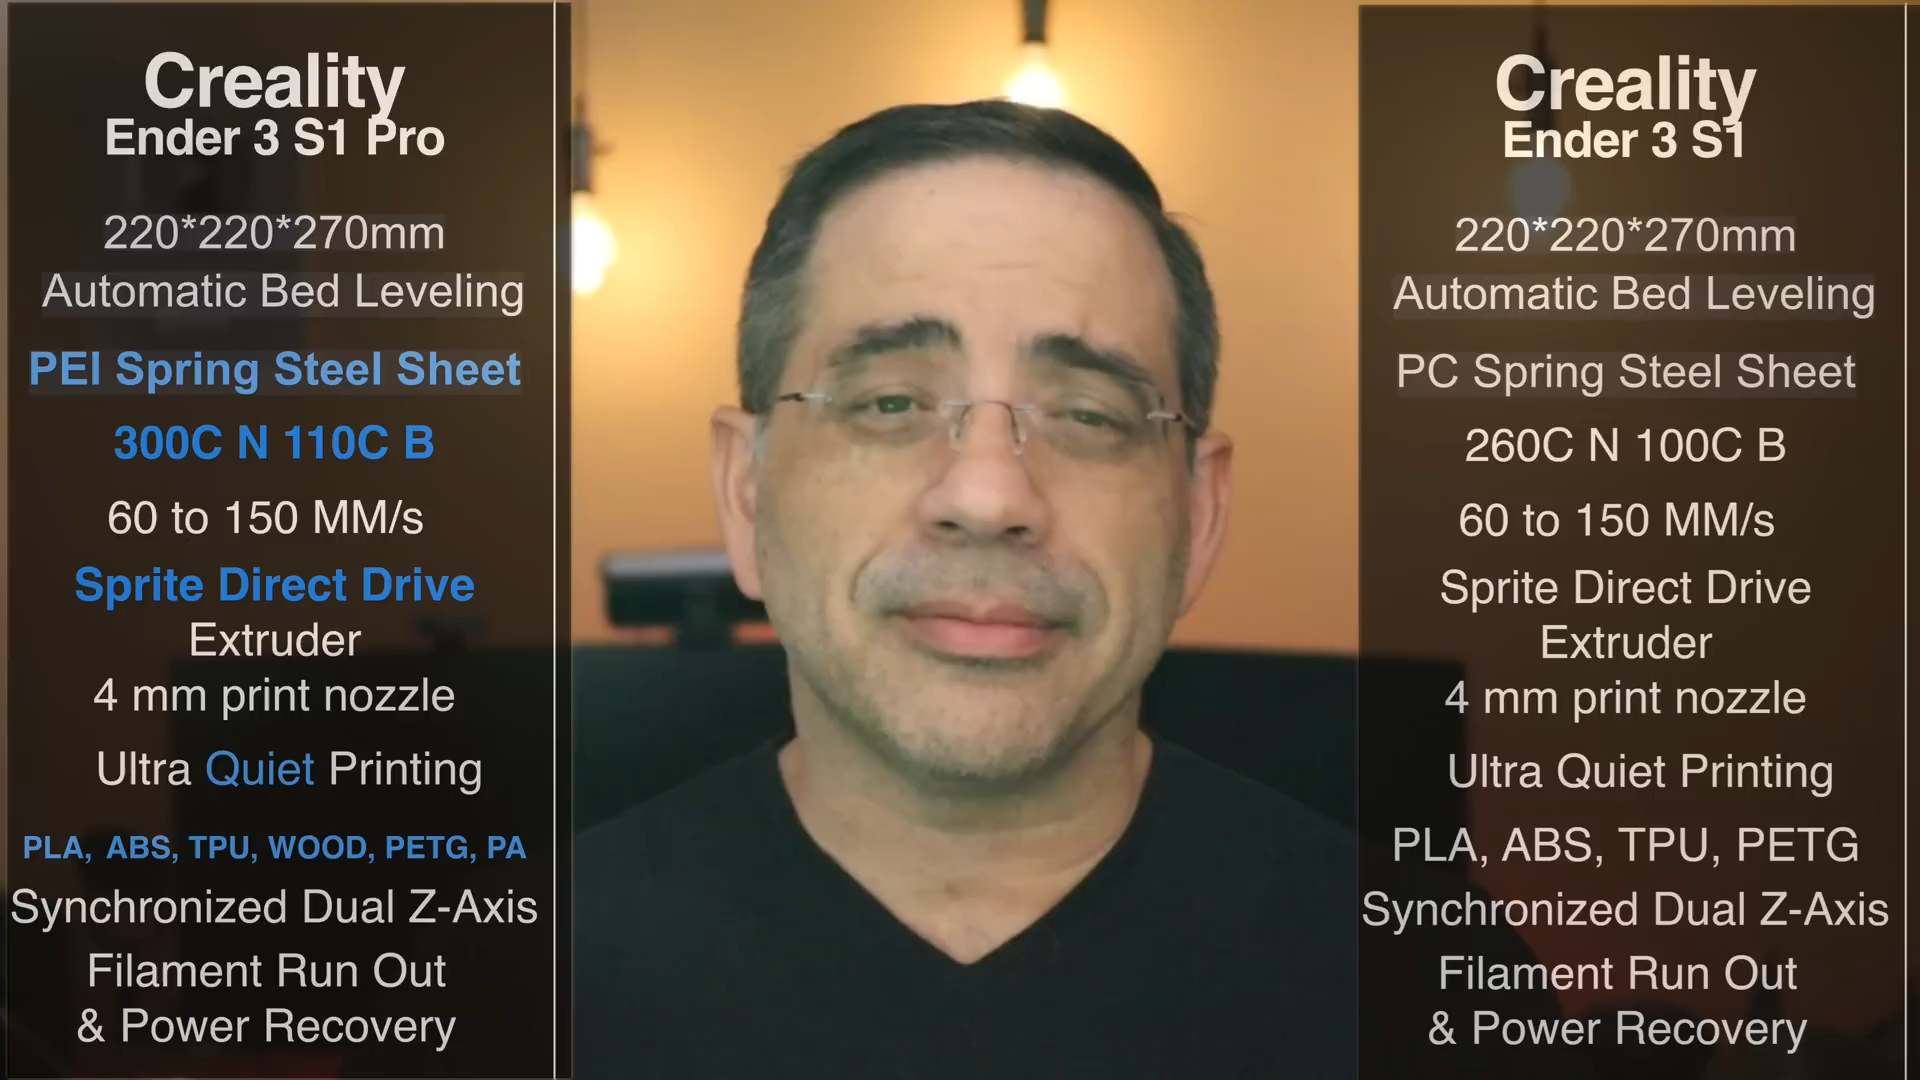 Creality
Ender 3 S1 Pro
220*220*270mm
Automatic Bed Leveling
PEI Spring Steel Sheet
300C N 110C B
60 to 150 MM/s
Sprite Direct Drive
Extruder
4 mm print nozzle
Ultra Quiet Printing
PLA, ABS, TPU, WOOD, PETG, PA
Synchronized Dual Z-Axis
Filament Run Out
& Power Recovery
Creality
Ender 3 S1
220*220*270mm
Automatic Bed Leveling
PC Spring Steel Sheet
260C N 100C B
60 to 150 MM/s
Sprite Direct Drive
Extruder
4 mm print nozzle
Ultra Quiet Printing
PLA, ABS, TPU, PETG
Synchronized Dual Z-Axis
Filament Run Out
& Power Recovery